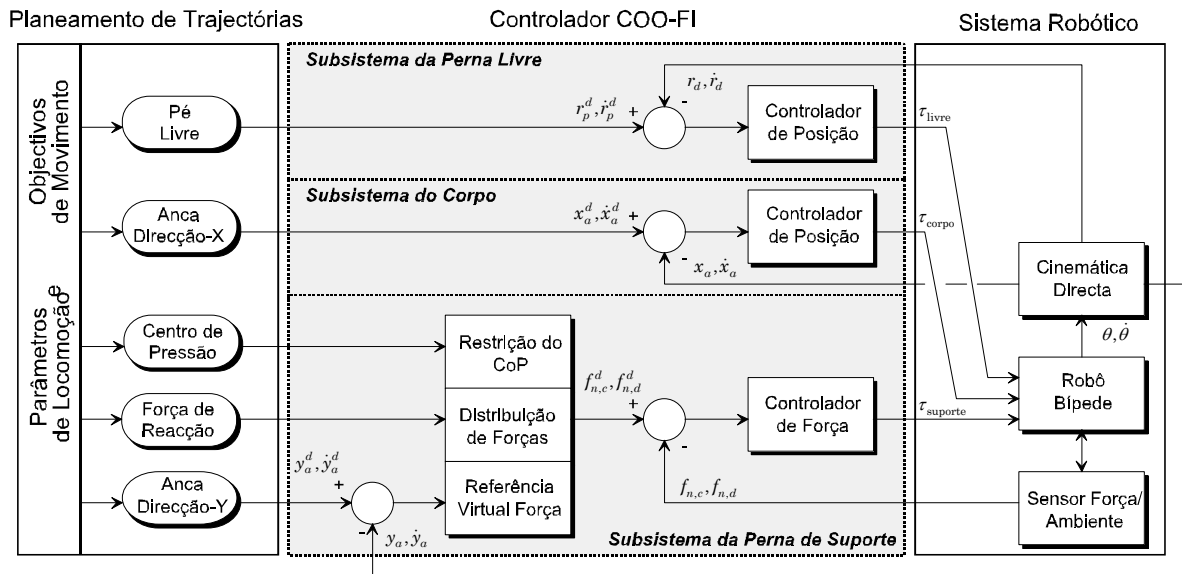 Planeamento de Trajectórias
Controlador COO-FI
Sistema Robótico
Objectivos
de Movimento
e
Parâmetros
de Locomoção
Pé
Livre
Anca
Direcção-X
Centro de
Pressão
Força de
Reacção
Anca
Direcção-Y
Subsistema da Perna Livre
r_p^d, ṙ_p^d
+
r_d, ṙ_d
-
Controlador
de Posição
τ_livre
Subsistema do Corpo
x_a^d, ẋ_a^d
+
-
x_a, ẋ_a
Controlador
de Posição
τ_corpo
Restrição do
CoP
Distribuição
de Forças
Referência
Virtual Força
y_a^d, ẏ_a^d
+
-
y_a, ẏ_a
f_{n,c}^d, f_{n,d}^d
+
-
f_{n,c}, f_{n,d}
Controlador
de Força
τ_suporte
Subsistema da Perna de Suporte
Cinemática
Directa
θ, θ̇
Robô
Bípede
Sensor Força/
Ambiente